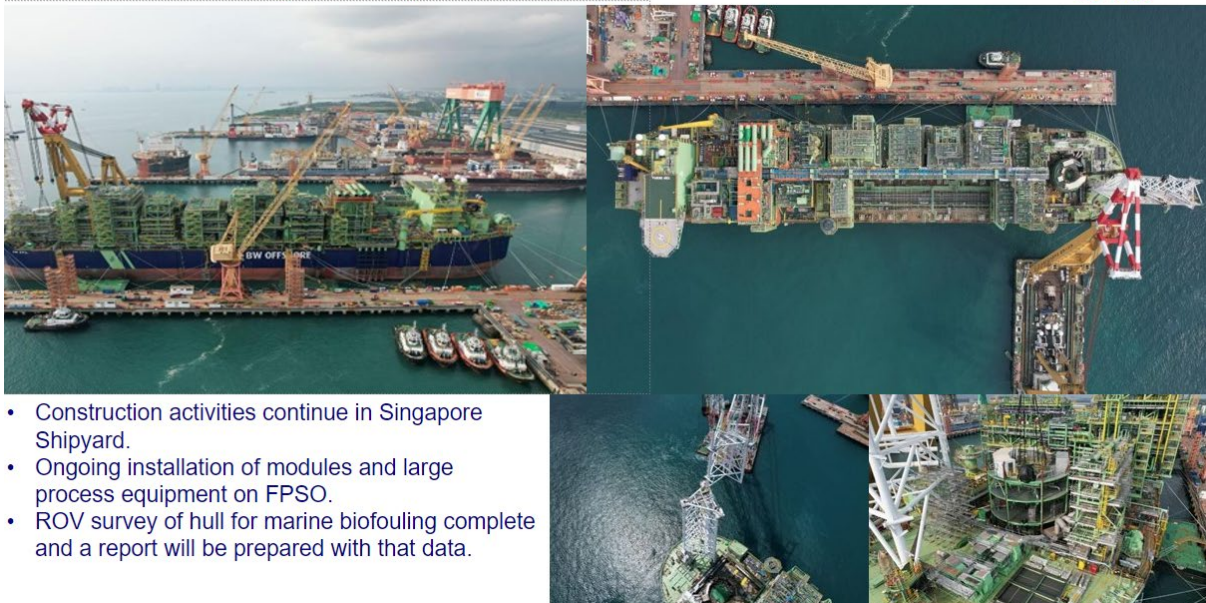 BW OFFSHORE
• Construction activities continue in Singapore
Shipyard.
• Ongoing installation of modules and large
process equipment on FPSO.
• ROV survey of hull for marine biofouling complete
and a report will be prepared with that data.